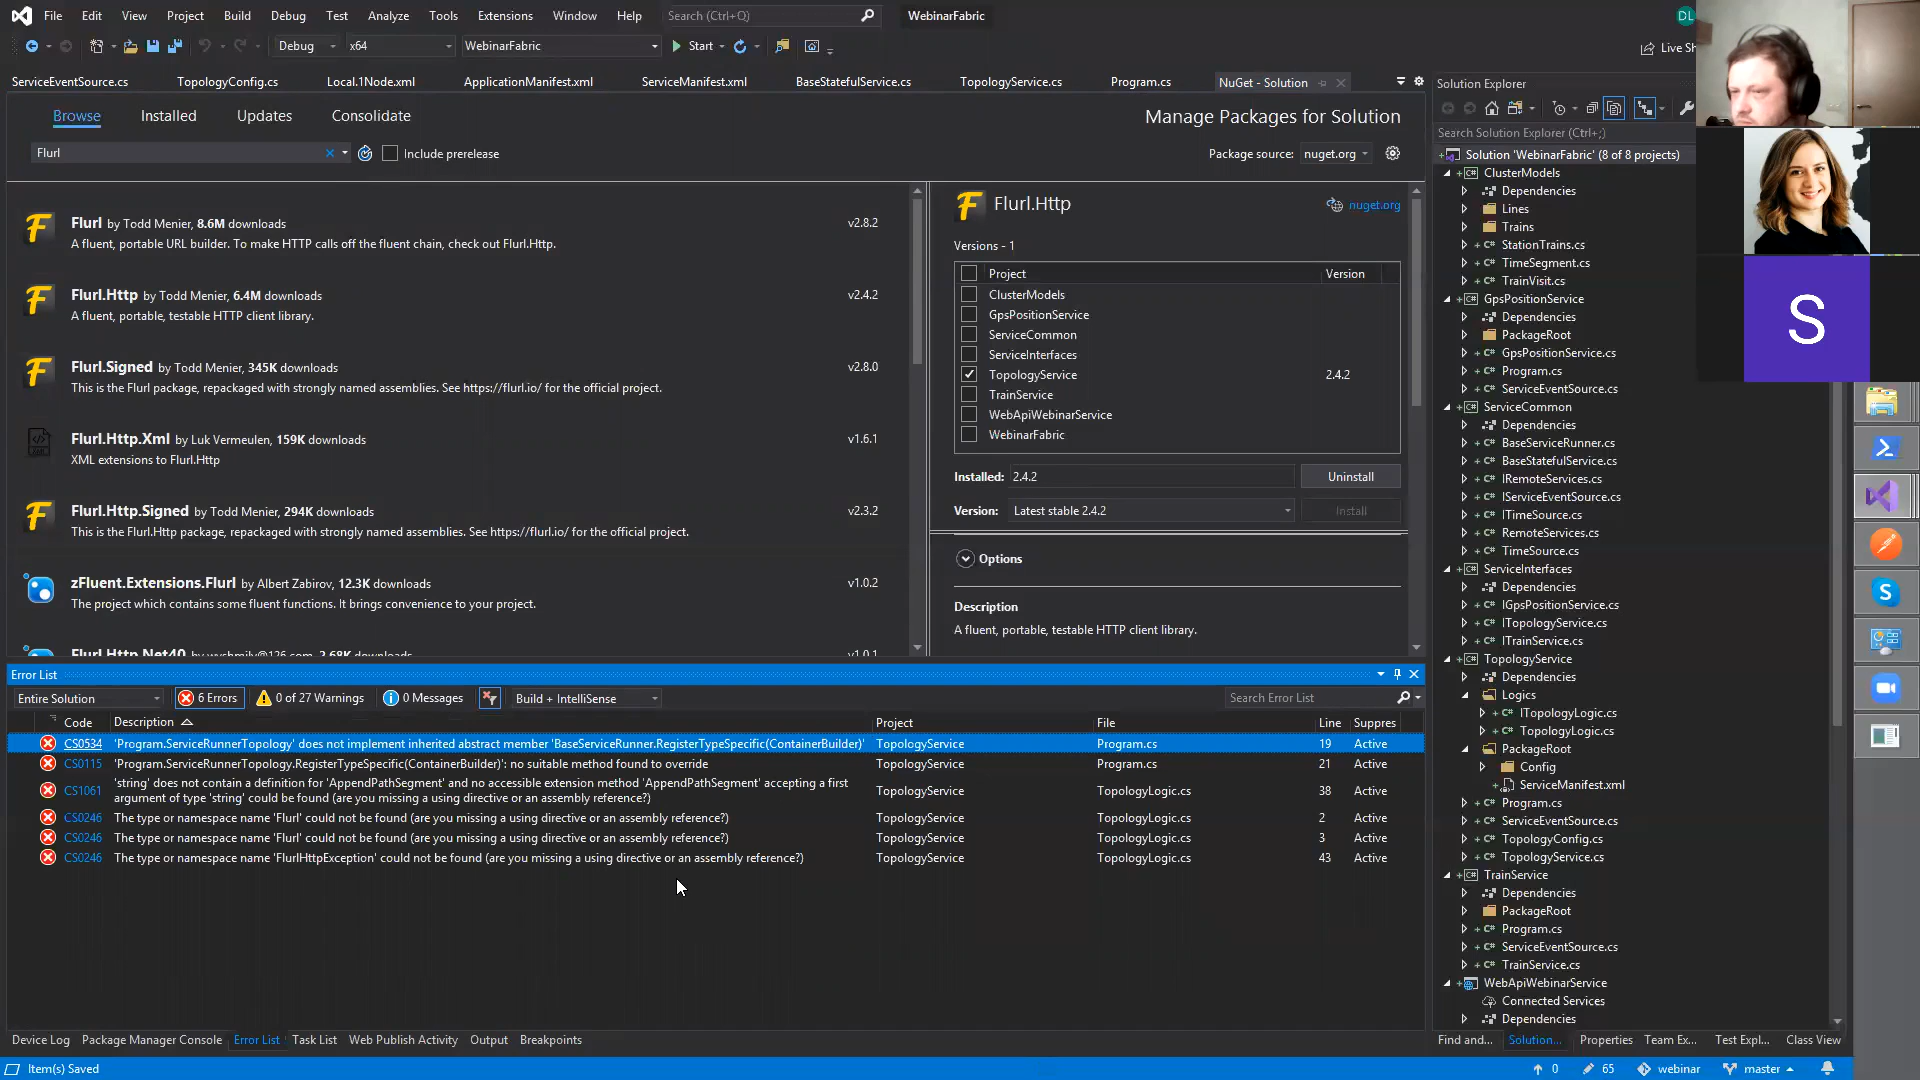 File Edit View Project Build Debug Test Analyze Tools Extensions Window Help Search (Ctrl+Q) WebinarFabric DL
Debug x64 WebinarFabric Start Live Sh
ServiceEventSource.cs TopologyConfig.cs Local.1Node.xml ApplicationManifest.xml ServiceManifest.xml BaseStatefulService.cs TopologyService.cs Program.cs NuGet - Solution
Browse Installed Updates Consolidate Manage Packages for Solution
Flurl Include prerelease Package source: nuget.org
Flurl by Todd Menier, 8.6M downloads v2.8.2
A fluent, portable URL builder. To make HTTP calls off the fluent chain, check out Flurl.Http.
Flurl.Http by Todd Menier, 6.4M downloads v2.4.2
A fluent, portable, testable HTTP client library.
Flurl.Signed by Todd Menier, 345K downloads v2.8.0
This is the Flurl package, repackaged with strongly named assemblies. See https://flurl.io/ for the official project.
Flurl.Http.Xml by Luk Vermeulen, 159K downloads v1.6.1
XML extensions to Flurl.Http
Flurl.Http.Signed by Todd Menier, 294K downloads v2.3.2
This is the Flurl.Http package, repackaged with strongly named assemblies. See https://flurl.io/ for the official project.
zFluent.Extensions.Flurl by Albert Zabirov, 12.3K downloads v1.0.2
The project which contains some fluent functions. It brings convenience to your project.
Flurl.Http.Net40 by wyshmily@126.com, 2.68K downloads v1.0.1
Flurl.Http nuget.org
Versions - 1
Project Version
ClusterModels
GpsPositionService
ServiceCommon
ServiceInterfaces
TopologyService 2.4.2
TrainService
WebApiWebinarService
WebinarFabric
Installed: 2.4.2 Uninstall
Version: Latest stable 2.4.2 Install
Options
Description
A fluent, portable, testable HTTP client library.
Error List
Entire Solution 6 Errors 0 of 27 Warnings 0 Messages Build + IntelliSense Search Error List
Code Description Project File Line Suppres
CS0534 'Program.ServiceRunnerTopology' does not implement inherited abstract member 'BaseServiceRunner.RegisterTypeSpecific(ContainerBuilder)' TopologyService Program.cs 19 Active
CS0115 'Program.ServiceRunnerTopology.RegisterTypeSpecific(ContainerBuilder)': no suitable method found to override TopologyService Program.cs 21 Active
CS1061 'string' does not contain a definition for 'AppendPathSegment' and no accessible extension method 'AppendPathSegment' accepting a first
argument of type 'string' could be found (are you missing a using directive or an assembly reference?) TopologyService TopologyLogic.cs 38 Active
CS0246 The type or namespace name 'Flurl' could not be found (are you missing a using directive or an assembly reference?) TopologyService TopologyLogic.cs 2 Active
CS0246 The type or namespace name 'Flurl' could not be found (are you missing a using directive or an assembly reference?) TopologyService TopologyLogic.cs 3 Active
CS0246 The type or namespace name 'FlurlHttpException' could not be found (are you missing a using directive or an assembly reference?) TopologyService TopologyLogic.cs 43 Active
Device Log Package Manager Console Error List Task List Web Publish Activity Output Breakpoints
Solution Explorer
Search Solution Explorer (Ctrl+;)
Solution 'WebinarFabric' (8 of 8 projects)
ClusterModels
Dependencies
Lines
Trains
StationTrains.cs
TimeSegment.cs
TrainVisit.cs
GpsPositionService
Dependencies
PackageRoot
GpsPositionService.cs
Program.cs
ServiceEventSource.cs
ServiceCommon
Dependencies
BaseServiceRunner.cs
BaseStatefulService.cs
IRemoteServices.cs
IServiceEventSource.cs
ITimeSource.cs
RemoteServices.cs
TimeSource.cs
ServiceInterfaces
Dependencies
IGpsPositionService.cs
ITopologyService.cs
ITrainService.cs
TopologyService
Dependencies
Logics
ITopologyLogic.cs
TopologyLogic.cs
PackageRoot
Config
ServiceManifest.xml
Program.cs
ServiceEventSource.cs
TopologyConfig.cs
TopologyService.cs
TrainService
Dependencies
PackageRoot
Program.cs
ServiceEventSource.cs
TrainService.cs
WebApiWebinarService
Connected Services
Dependencies
Find and... Solution... Properties Team Ex... Test Expl... Class View
S
Item(s) Saved 0 65 webinar master